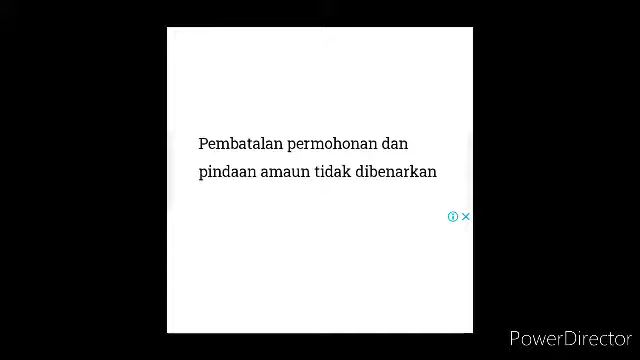 Pembatalan permohonan dan
pindaan amaun tidak dibenarkan
PowerDirector